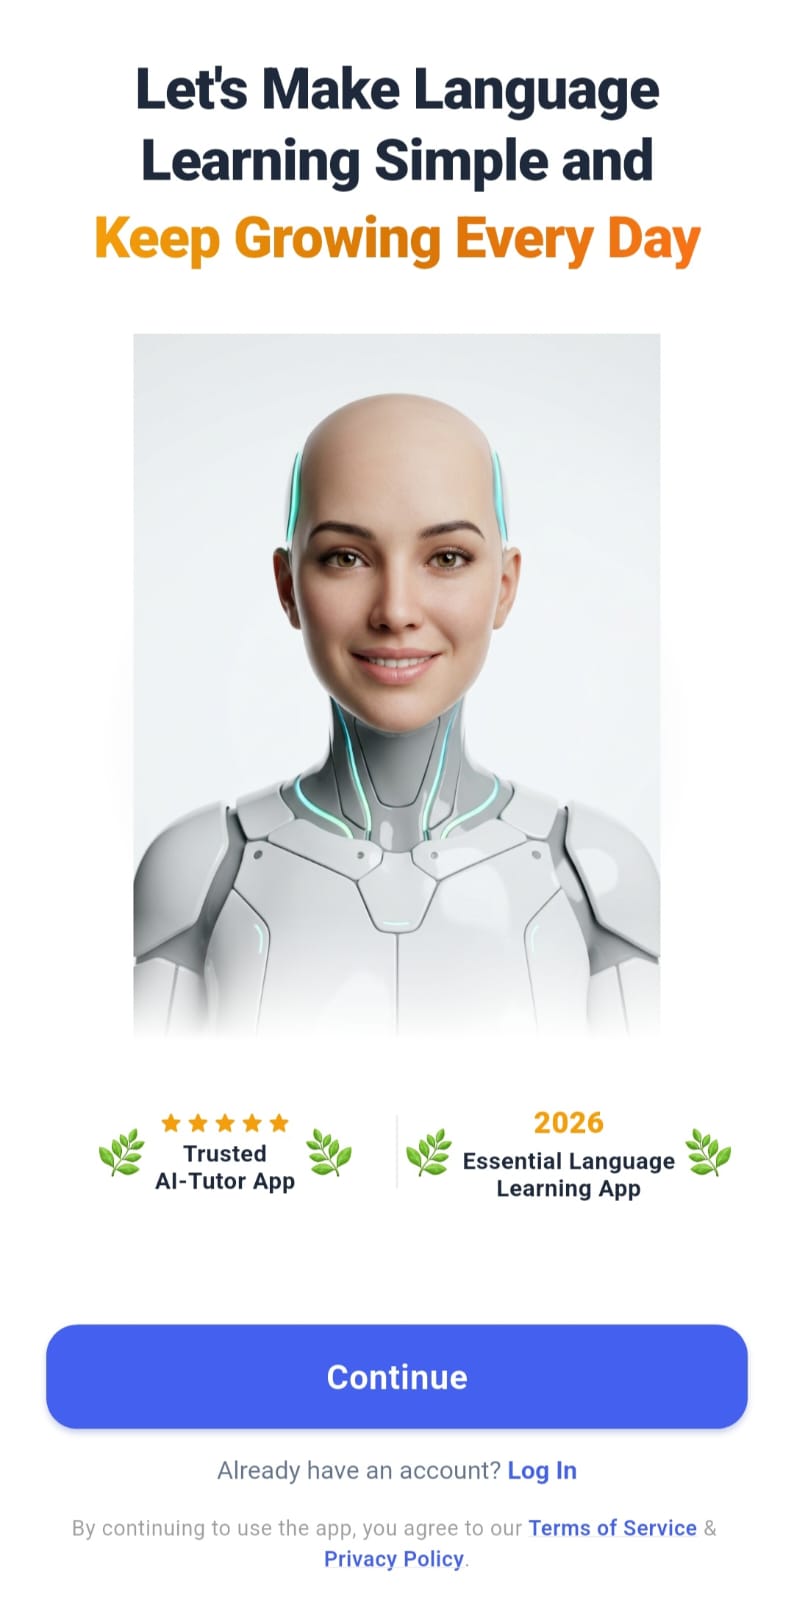 Let's Make Language
Learning Simple and
Keep Growing Every Day
Trusted
AI-Tutor App
2026
Essential Language
Learning App
Continue
Already have an account? Log In
By continuing to use the app, you agree to our Terms of Service &
Privacy Policy.